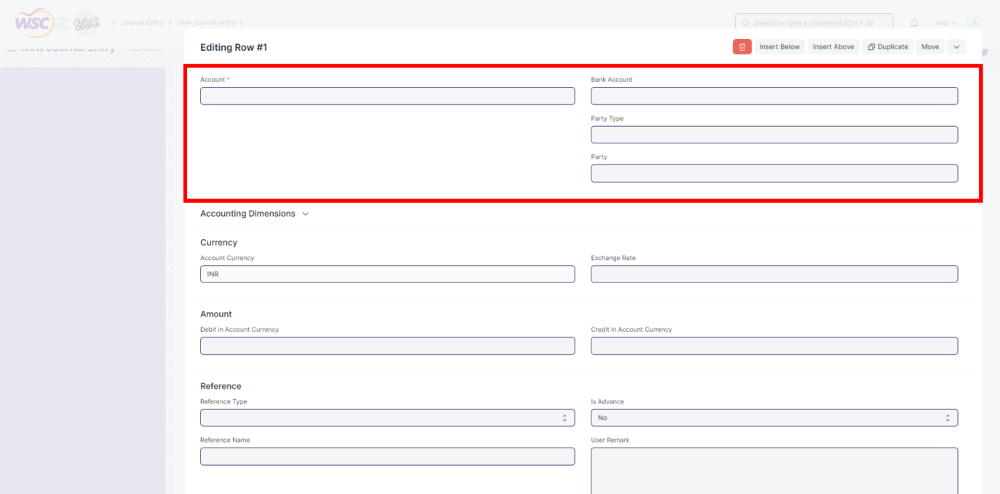 WSC
Skilled in
ODISHA
Journal Entry
new-journal-entry-1
Search or type a command (Ctrl + G)
Help
A
New Journal Entry
Editing Row #1
Insert Below
Insert Above
Duplicate
Move
Account *
Bank Account
Party Type
Party
Accounting Dimensions
Currency
Account Currency
Exchange Rate
INR
Amount
Debit in Account Currency
Credit in Account Currency
Reference
Reference Type
Is Advance
No
Reference Name
User Remark